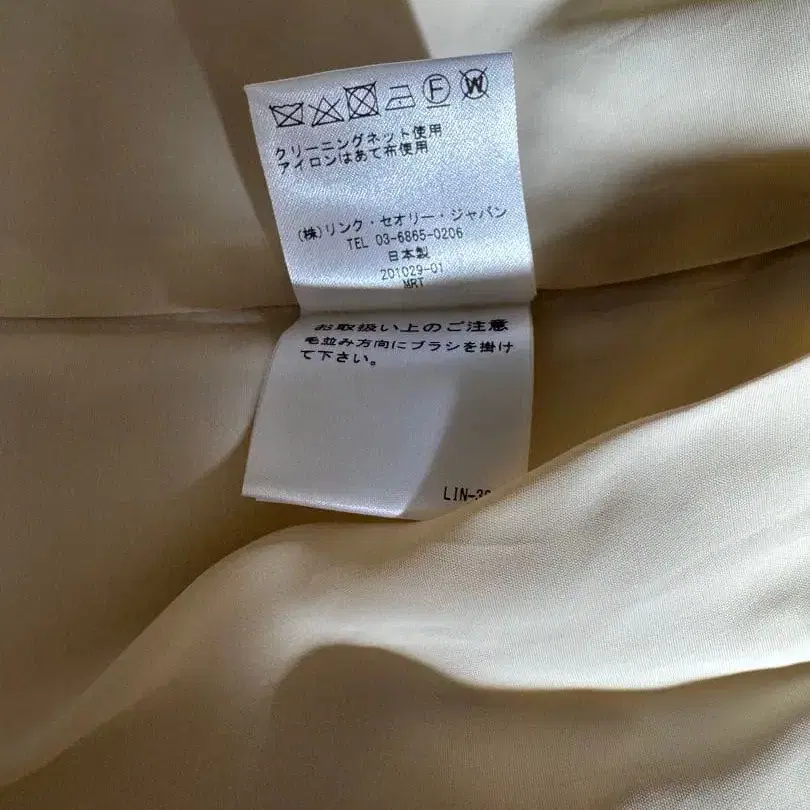 F W
クリーニングネット使用
アイロンはあて布使用
(株)リンク・セオリー・ジャパン
TEL 03-6865-0206
日本製
201029-01
MRT
お取扱い上のご注意
毛並み方向にブラシを掛け
て下さい。